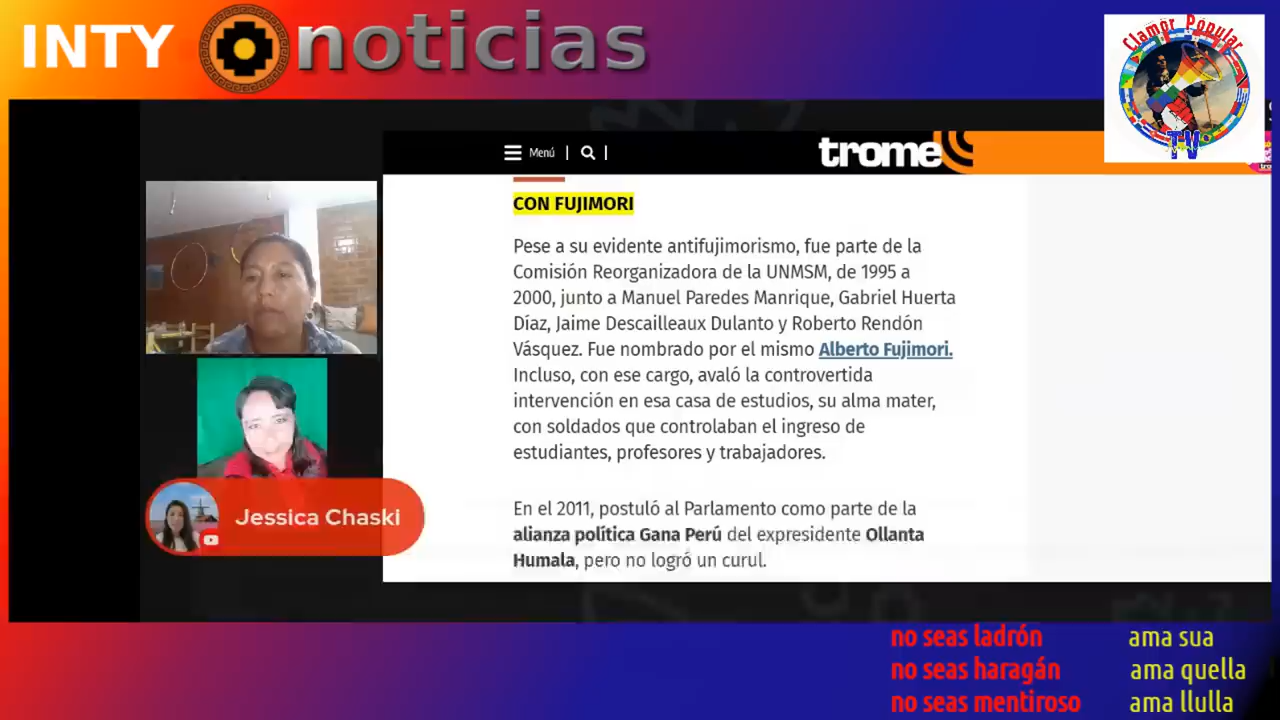 INTY noticias
Clamor Popular
TV
trome
Menú
CON FUJIMORI
Pese a su evidente antifujimorismo, fue parte de la
Comisión Reorganizadora de la UNMSM, de 1995 a
2000, junto a Manuel Paredes Manrique, Gabriel Huerta
Díaz, Jaime Descailleaux Dulanto y Roberto Rendón
Vásquez. Fue nombrado por el mismo Alberto Fujimori.
Incluso, con ese cargo, avaló la controvertida
intervención en esa casa de estudios, su alma mater,
con soldados que controlaban el ingreso de
estudiantes, profesores y trabajadores.
En el 2011, postuló al Parlamento como parte de la
alianza política Gana Perú del expresidente Ollanta
Humala, pero no logró un curul.
Jessica Chaski
no seas ladrón ama sua
no seas haragán ama quella
no seas mentiroso ama llulla